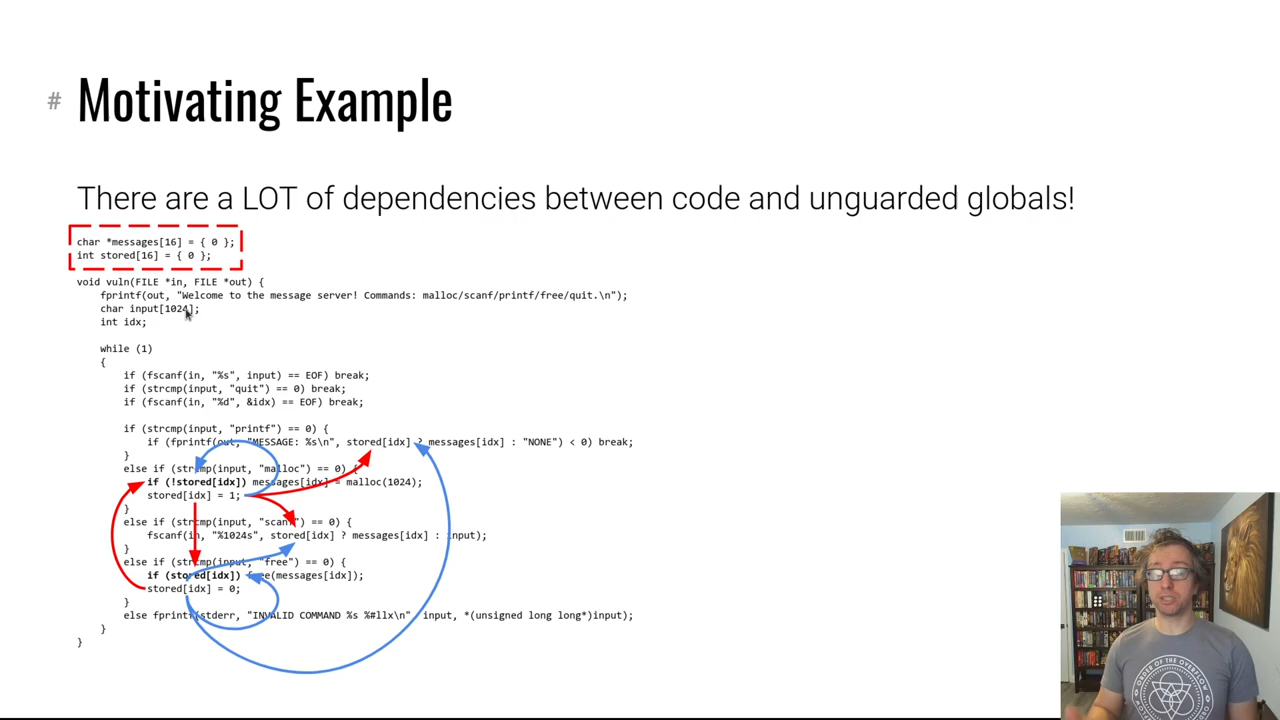 # Motivating Example
There are a LOT of dependencies between code and unguarded globals!
char *messages[16] = { 0 };
int stored[16] = { 0 };
void vuln(FILE *in, FILE *out) {
fprintf(out, "Welcome to the message server! Commands: malloc/scanf/printf/free/quit.\n");
char input[1024];
int idx;
while (1)
{
if (fscanf(in, "%s", input) == EOF) break;
if (strcmp(input, "quit") == 0) break;
if (fscanf(in, "%d", &idx) == EOF) break;
if (strcmp(input, "printf") == 0) {
if (fprintf(out, "MESSAGE: %s\n", stored[idx] ? messages[idx] : "NONE") < 0) break;
}
else if (strcmp(input, "malloc") == 0) {
if (!stored[idx]) messages[idx] = malloc(1024);
stored[idx] = 1;
}
else if (strcmp(input, "scanf") == 0) {
fscanf(in, "%1024s", stored[idx] ? messages[idx] : input);
}
else if (strcmp(input, "free") == 0) {
if (stored[idx]) free(messages[idx]);
stored[idx] = 0;
}
else fprintf(stderr, "INVALID COMMAND %s %#llx\n", input, *(unsigned long long*)input);
}
}
ORDER OF THE OVERFLOW